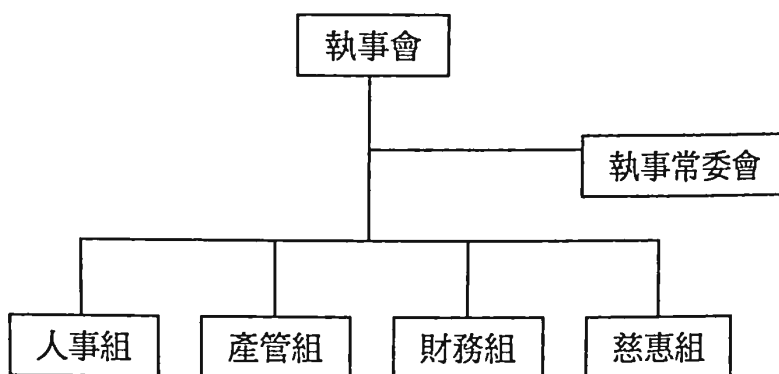 執事會
執事常委會
人事組
產管組
財務組
慈惠組